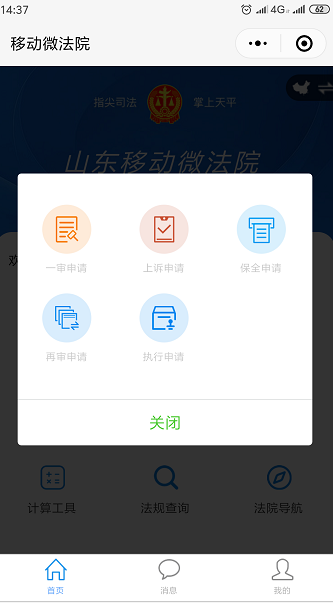 14:37
4G
62
移动微法院
指尖司法
掌上天平
山东移动微法院
欢
一审申请
上诉申请
保全申请
再审申请
执行申请
关闭
计算工具
法规查询
法院导航
首页
消息
我的